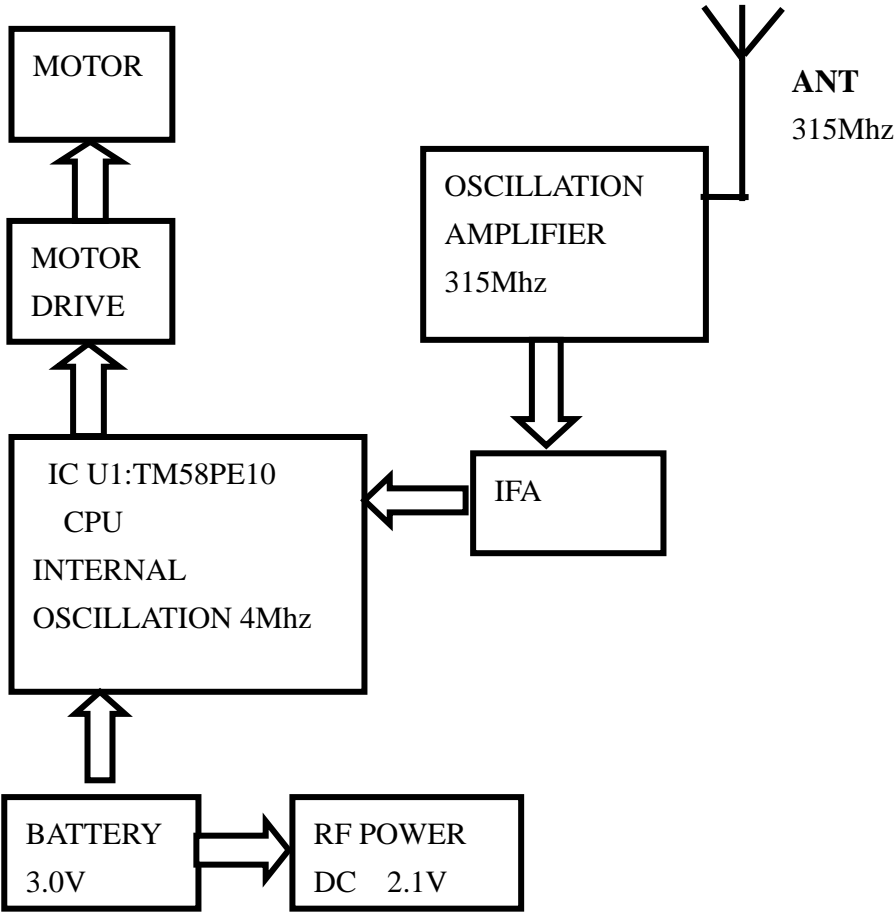 MOTOR
ANT
315Mhz
OSCILLATION
AMPLIFIER
315Mhz
MOTOR
DRIVE
IC U1:TM58PE10
CPU
INTERNAL
OSCILLATION 4Mhz
IFA
BATTERY
3.0V
RF POWER
DC 2.1V